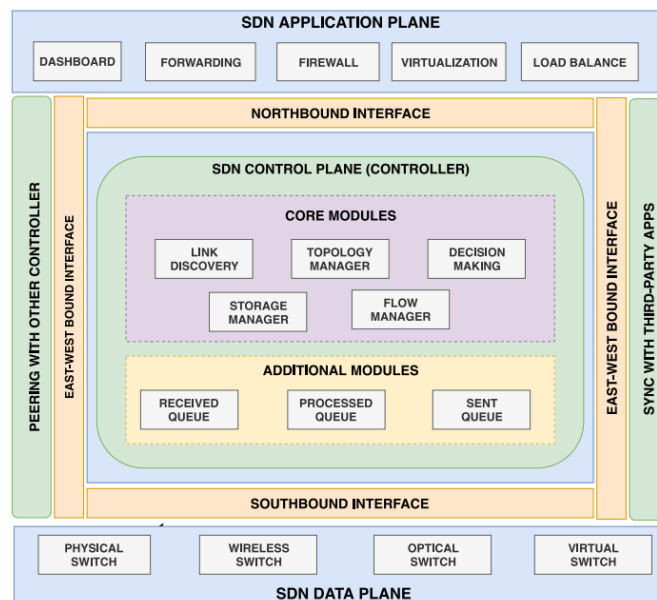 SDN APPLICATION PLANE
DASHBOARD
FORWARDING
FIREWALL
VIRTUALIZATION
LOAD BALANCE
NORTHBOUND INTERFACE
PEERING WITH OTHER CONTROLLER
EAST-WEST BOUND INTERFACE
SDN CONTROL PLANE (CONTROLLER)
CORE MODULES
LINK
DISCOVERY
TOPOLOGY
MANAGER
DECISION
MAKING
STORAGE
MANAGER
FLOW
MANAGER
ADDITIONAL MODULES
RECEIVED
QUEUE
PROCESSED
QUEUE
SENT
QUEUE
EAST-WEST BOUND INTERFACE
SYNC WITH THIRD-PARTY APPS
SOUTHBOUND INTERFACE
PHYSICAL
SWITCH
WIRELESS
SWITCH
OPTICAL
SWITCH
VIRTUAL
SWITCH
SDN DATA PLANE